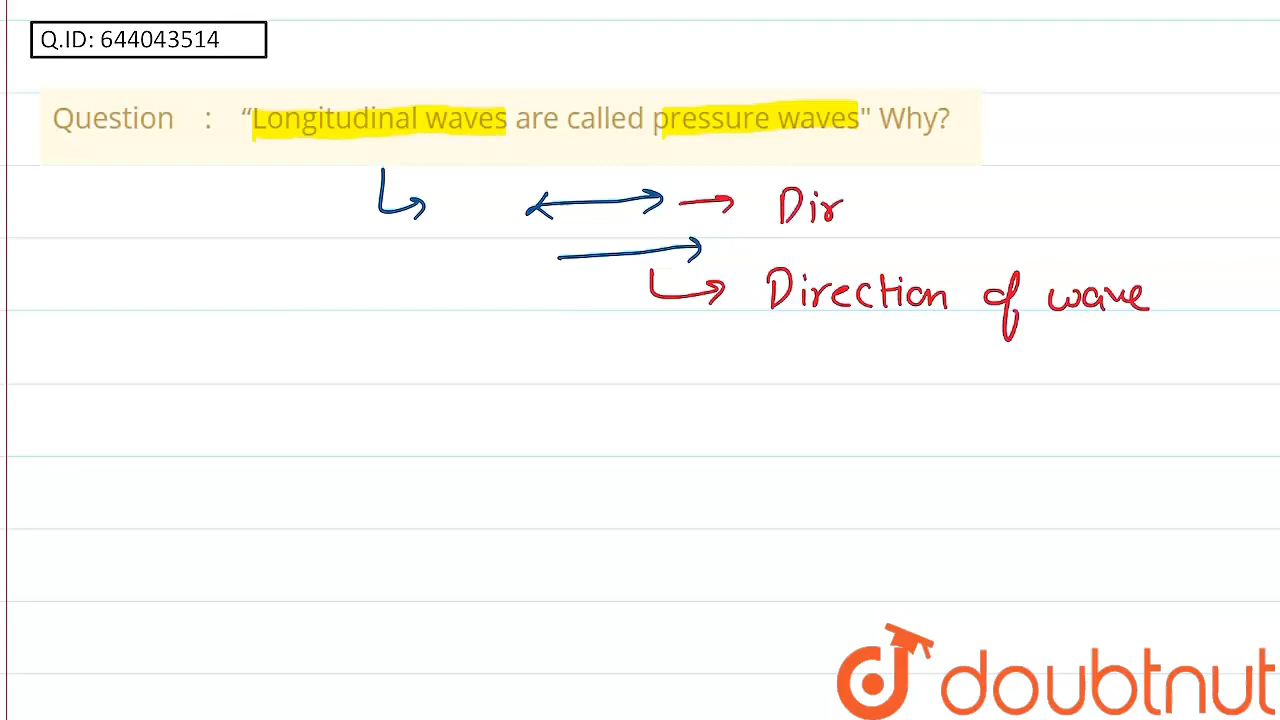 Q.ID: 644043514
Question : “Longitudinal waves are called pressure waves" Why?
Dir
Direction of wave
doubtnut